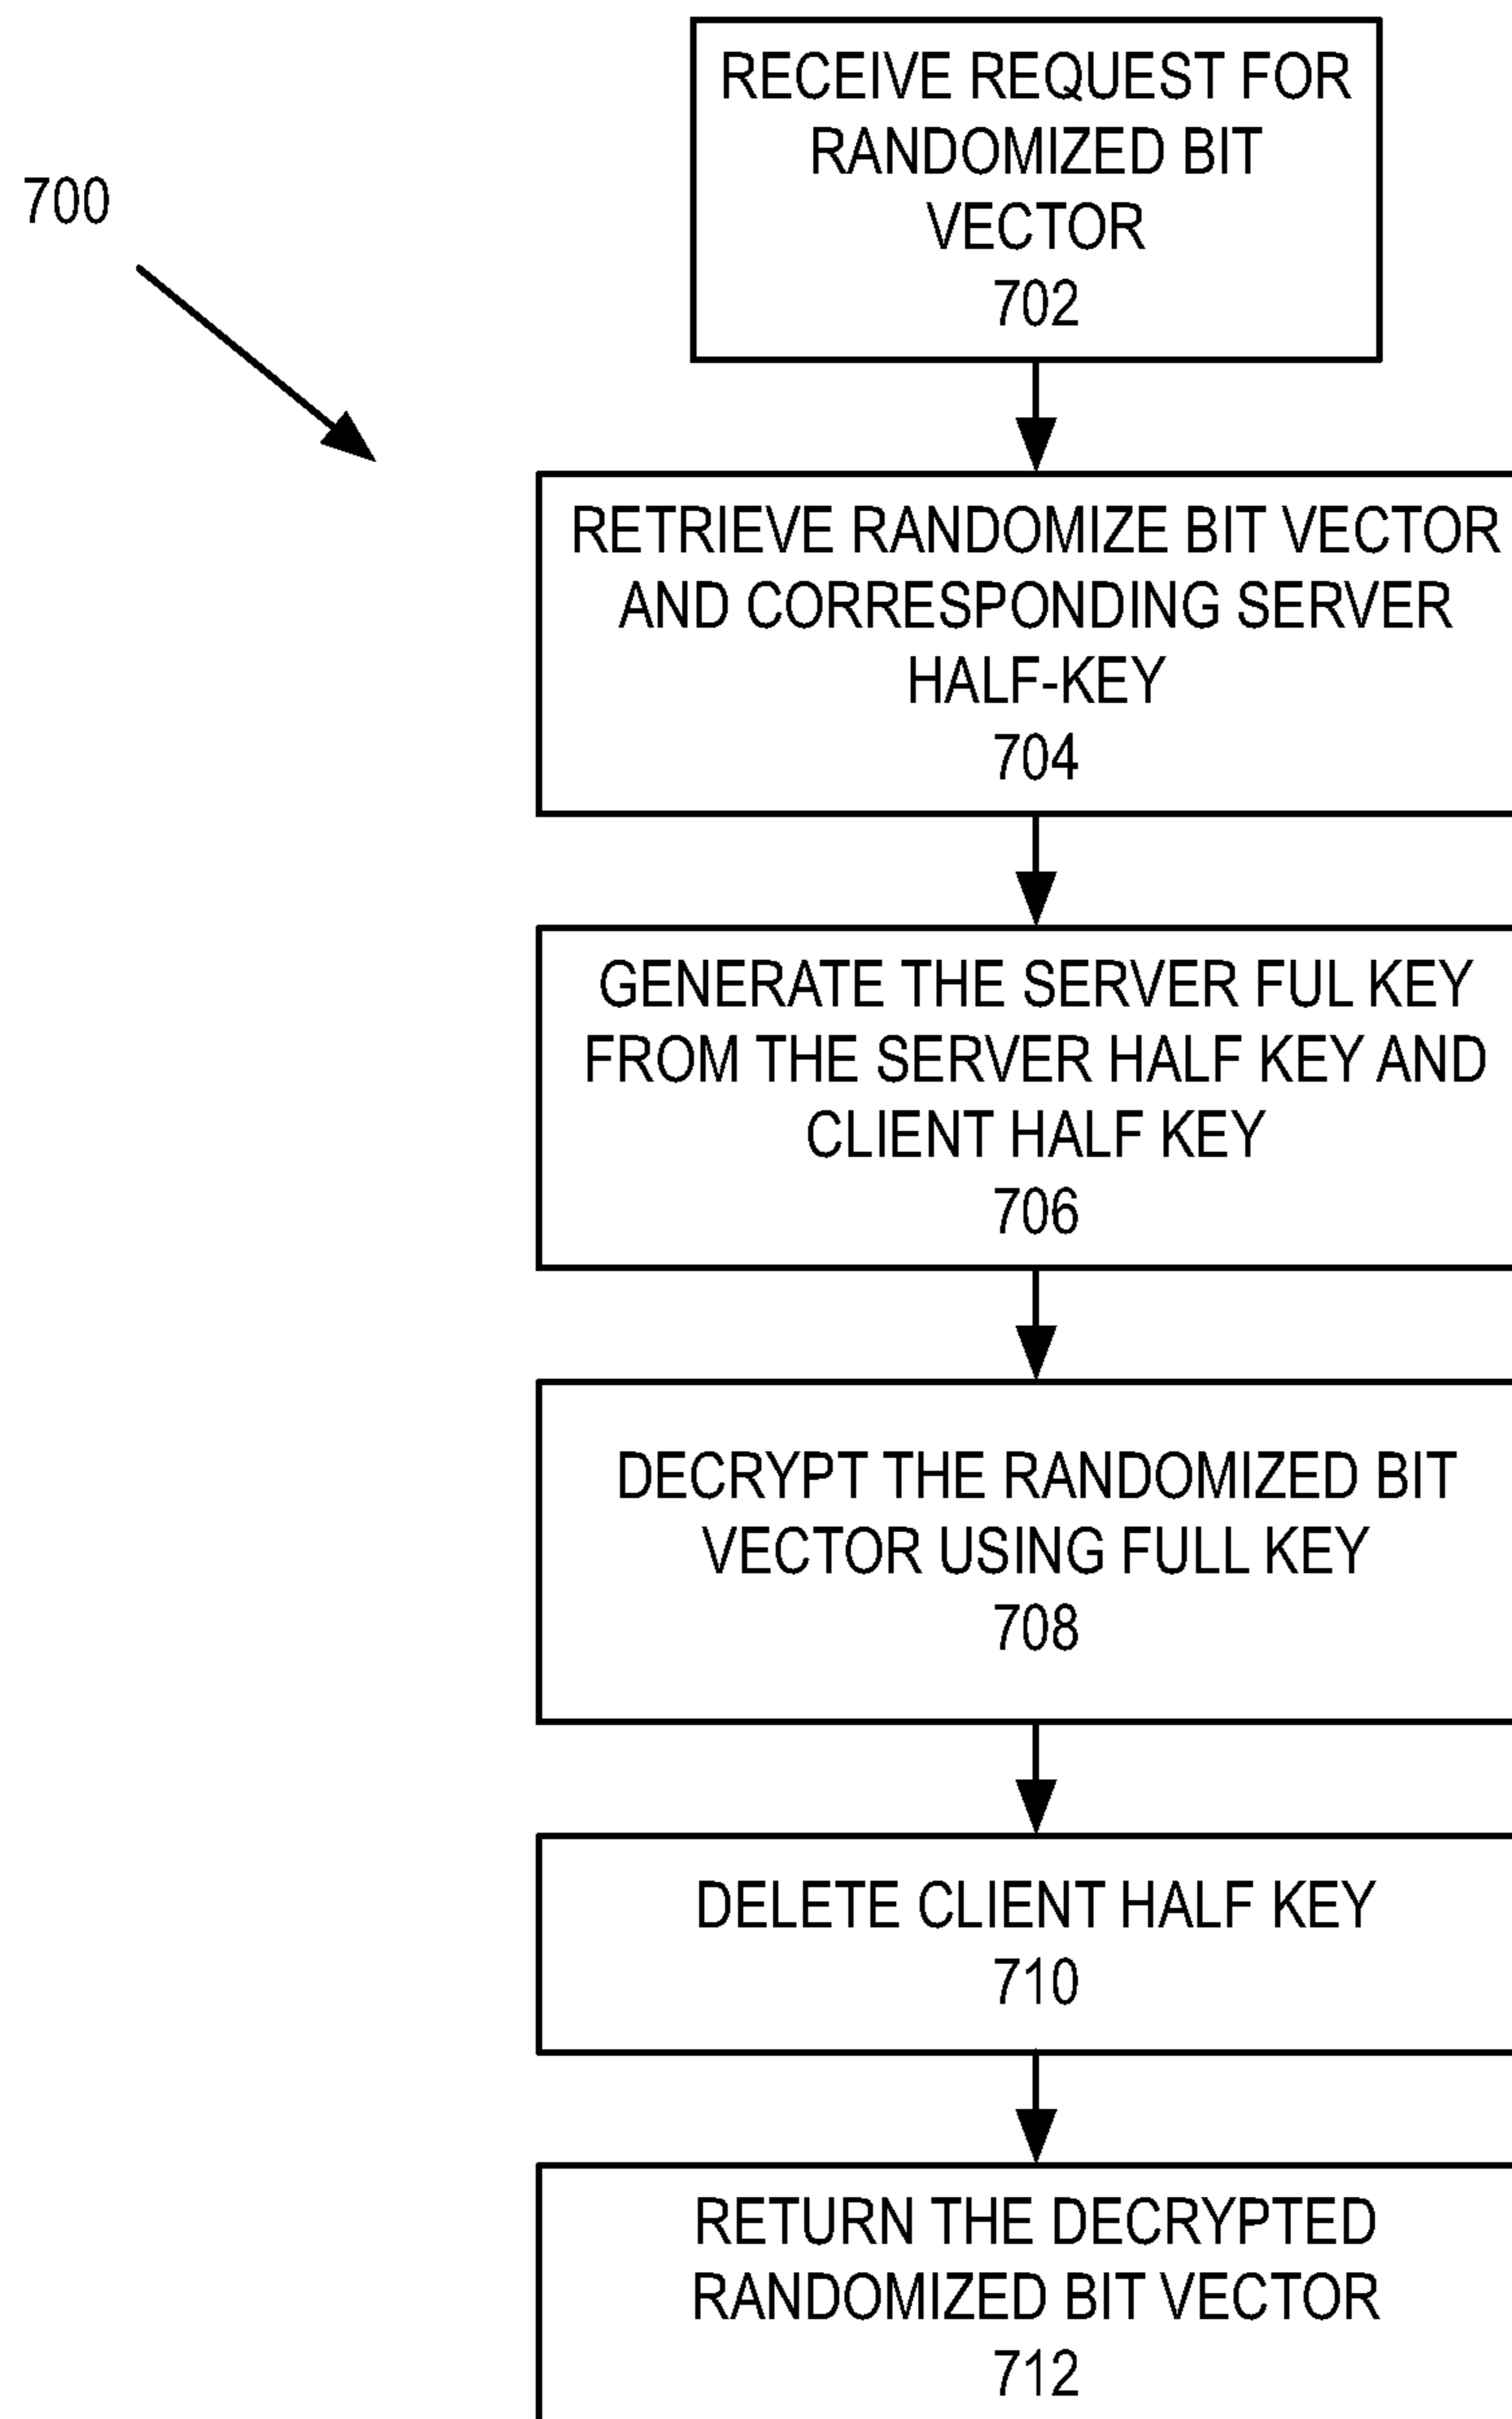 700
RECEIVE REQUEST FOR
RANDOMIZED BIT
VECTOR
702
RETRIEVE RANDOMIZE BIT VECTOR
AND CORRESPONDING SERVER
HALF-KEY
704
GENERATE THE SERVER FUL KEY
FROM THE SERVER HALF KEY AND
CLIENT HALF KEY
706
DECRYPT THE RANDOMIZED BIT
VECTOR USING FULL KEY
708
DELETE CLIENT HALF KEY
710
RETURN THE DECRYPTED
RANDOMIZED BIT VECTOR
712